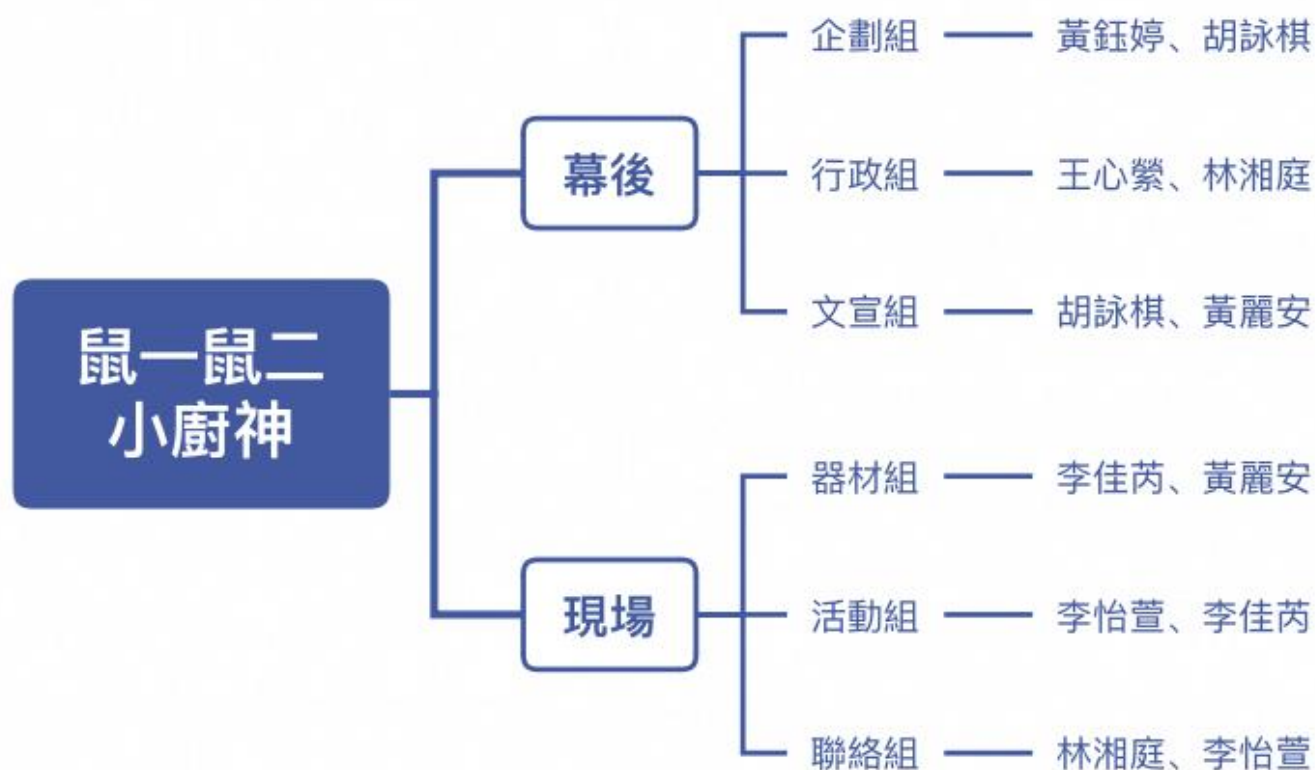 鼠一鼠二
小廚神
幕後
企劃組 黃鈺婷、胡詠棋
行政組 王心縈、林湘庭
文宣組 胡詠棋、黃麗安
現場
器材組 李佳芮、黃麗安
活動組 李怡萱、李佳芮
聯絡組 林湘庭、李怡萱